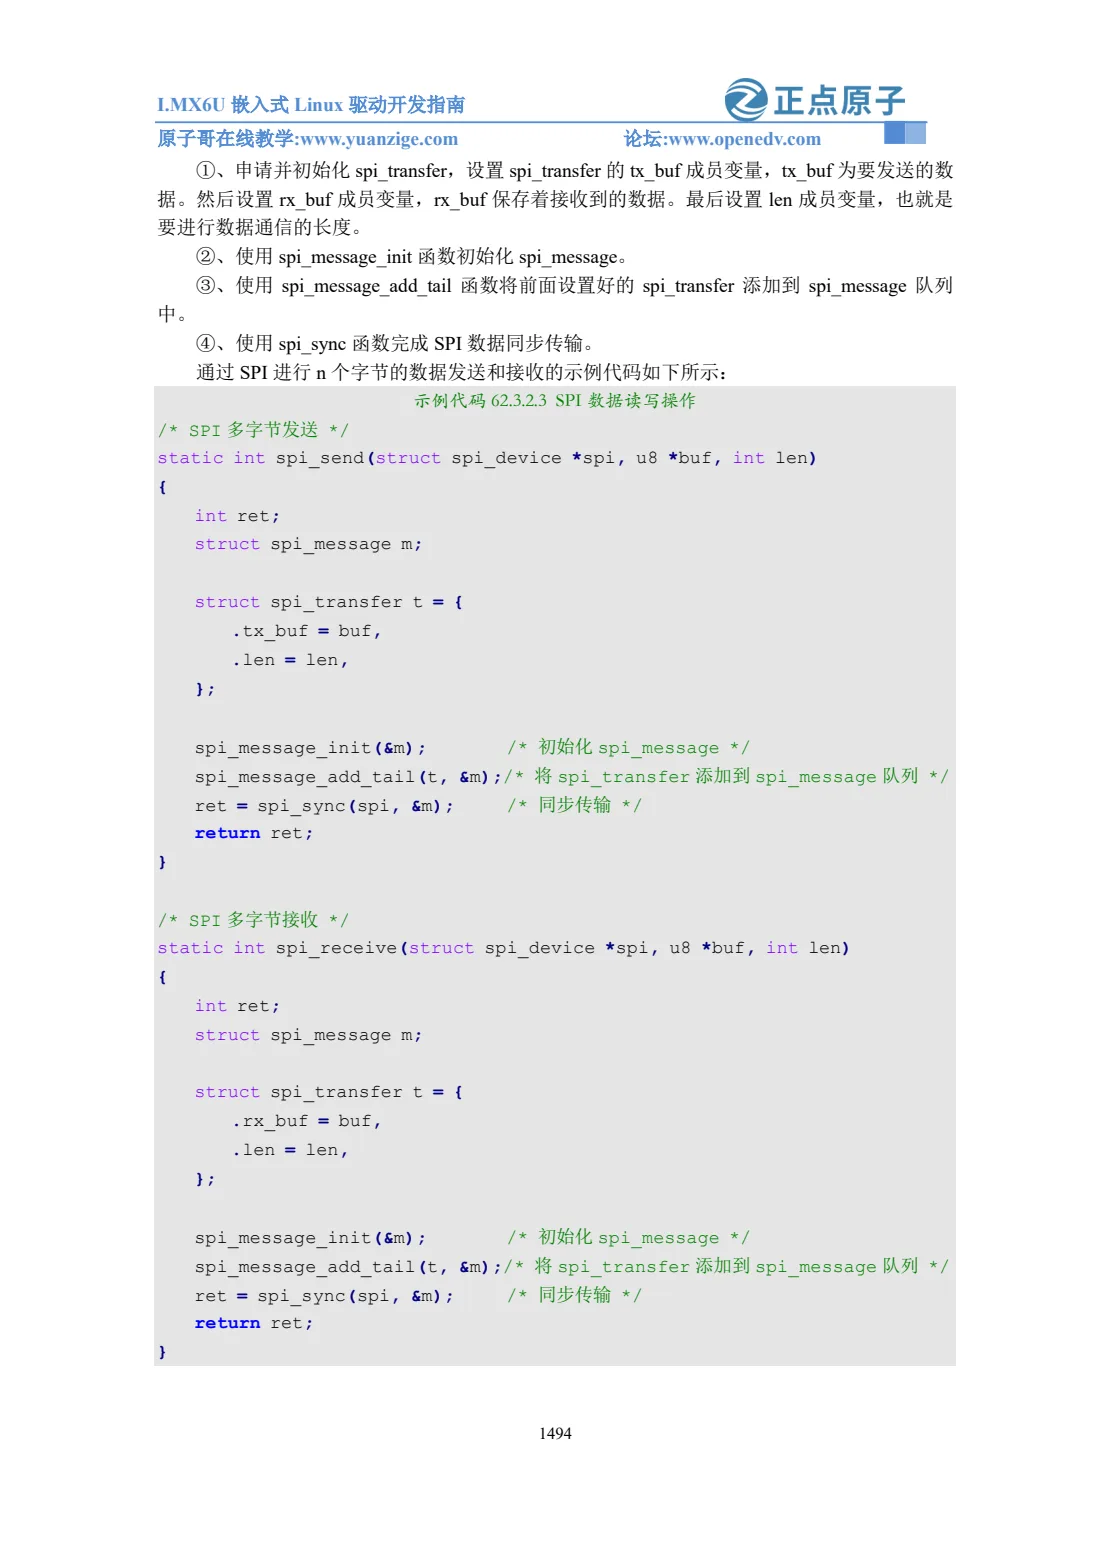 I.MX6U 嵌入式 Linux 驱动开发指南
正点原子
原子哥在线教学:www.yuanzige.com 论坛:www.openedv.com
①、申请并初始化 spi_transfer，设置 spi_transfer 的 tx_buf 成员变量，tx_buf 为要发送的数
据。然后设置 rx_buf 成员变量，rx_buf 保存着接收到的数据。最后设置 len 成员变量，也就是
要进行数据通信的长度。
②、使用 spi_message_init 函数初始化 spi_message。
③、使用 spi_message_add_tail 函数将前面设置好的 spi_transfer 添加到 spi_message 队列
中。
④、使用 spi_sync 函数完成 SPI 数据同步传输。
通过 SPI 进行 n 个字节的数据发送和接收的示例代码如下所示：
示例代码 62.3.2.3 SPI 数据读写操作
/* SPI 多字节发送 */
static int spi_send(struct spi_device *spi, u8 *buf, int len)
{
int ret;
struct spi_message m;
struct spi_transfer t = {
.tx_buf = buf,
.len = len,
};
spi_message_init(&m); /* 初始化 spi_message */
spi_message_add_tail(t, &m);/* 将 spi_transfer 添加到 spi_message 队列 */
ret = spi_sync(spi, &m); /* 同步传输 */
return ret;
}
/* SPI 多字节接收 */
static int spi_receive(struct spi_device *spi, u8 *buf, int len)
{
int ret;
struct spi_message m;
struct spi_transfer t = {
.rx_buf = buf,
.len = len,
};
spi_message_init(&m); /* 初始化 spi_message */
spi_message_add_tail(t, &m);/* 将 spi_transfer 添加到 spi_message 队列 */
ret = spi_sync(spi, &m); /* 同步传输 */
return ret;
}
1494